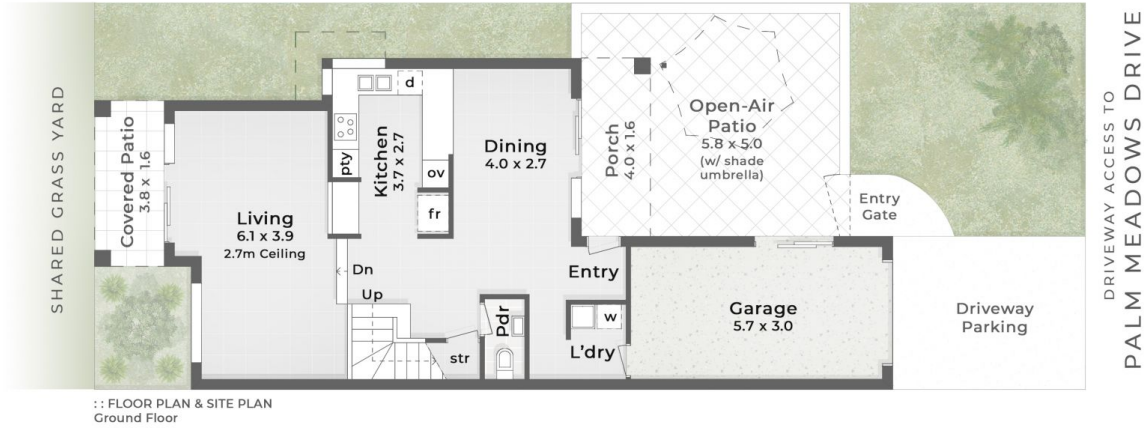 SHARED GRASS YARD
Covered Patio
3.8 x 1.6
Living
6.1 x 3.9
2.7m Ceiling
pty
d
Kitchen
3.7 x 2.7
ov
fr
Dn
Up
str
Pdr
Dining
4.0 x 2.7
Entry
w
L'dry
Porch
4.0 x 1.6
Open-Air
Patio
5.8 x 5.0
(w/ shade
umbrella)
Entry
Gate
Garage
5.7 x 3.0
Driveway
Parking
DRIVEWAY ACCESS TO
PALM MEADOWS DRIVE
: : FLOOR PLAN & SITE PLAN
Ground Floor